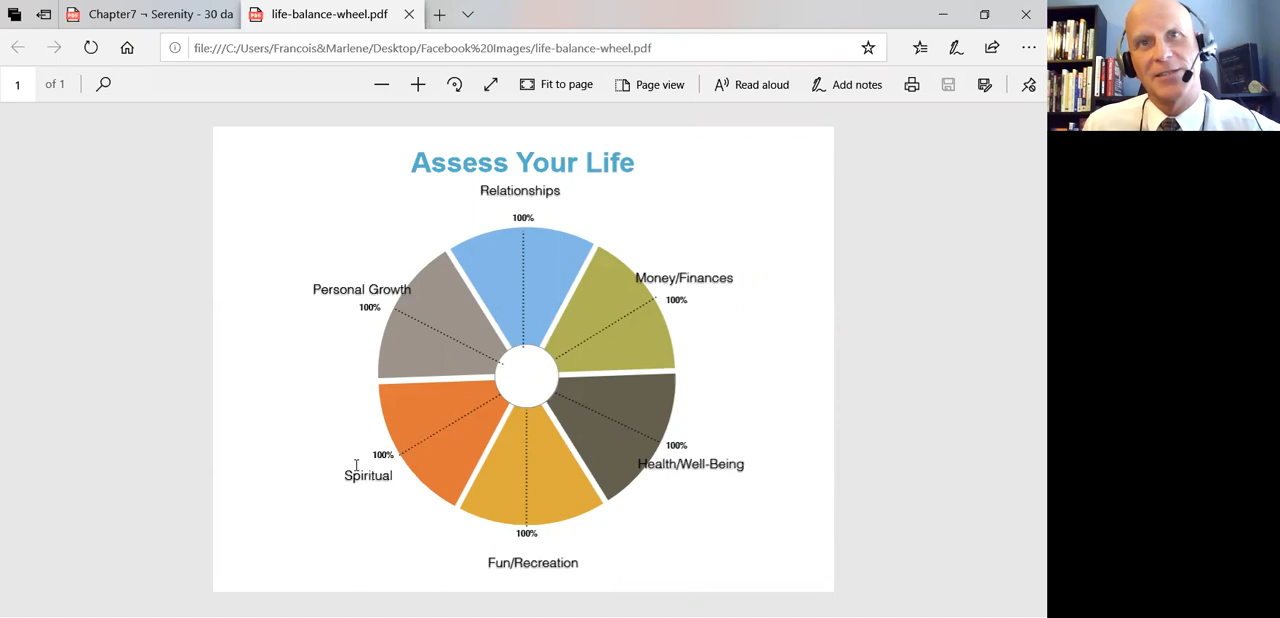 Chapter7 ¬ Serenity - 30 da
life-balance-wheel.pdf
file:///C:/Users/Francois&Marlene/Desktop/Facebook%20Images/life-balance-wheel.pdf
1 of 1
Fit to page
Page view
Read aloud
Add notes
Assess Your Life
Relationships
100%
Money/Finances
100%
Personal Growth
100%
100%
Spiritual
100%
Health/Well-Being
100%
Fun/Recreation